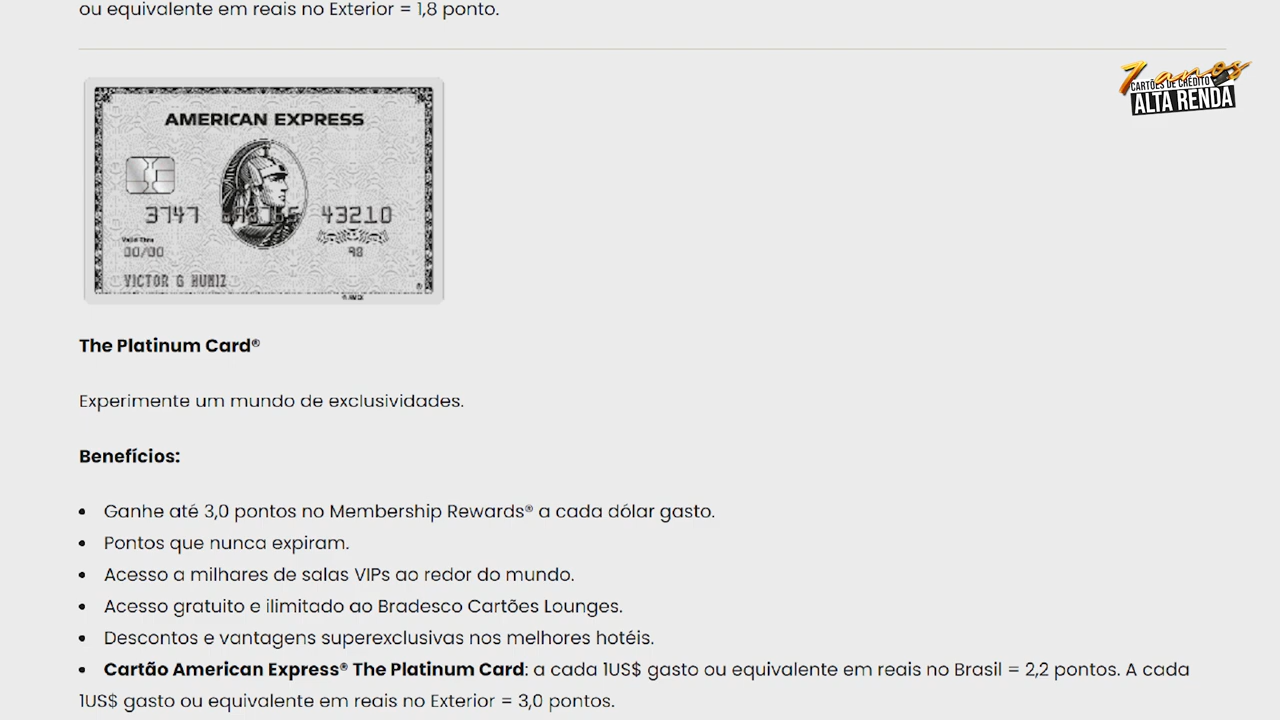 ou equivalente em reais no Exterior = 1,8 ponto.
7 anos
CARTÕES DE CRÉDITO
ALTA RENDA
AMERICAN EXPRESS
3747 43210
Valid Thru
00/00 98
VICTOR G MUNIZ
The Platinum Card®
Experimente um mundo de exclusividades.
Benefícios:
• Ganhe até 3,0 pontos no Membership Rewards® a cada dólar gasto.
• Pontos que nunca expiram.
• Acesso a milhares de salas VIPs ao redor do mundo.
• Acesso gratuito e ilimitado ao Bradesco Cartões Lounges.
• Descontos e vantagens superexclusivas nos melhores hotéis.
• Cartão American Express® The Platinum Card: a cada 1US$ gasto ou equivalente em reais no Brasil = 2,2 pontos. A cada
1US$ gasto ou equivalente em reais no Exterior = 3,0 pontos.